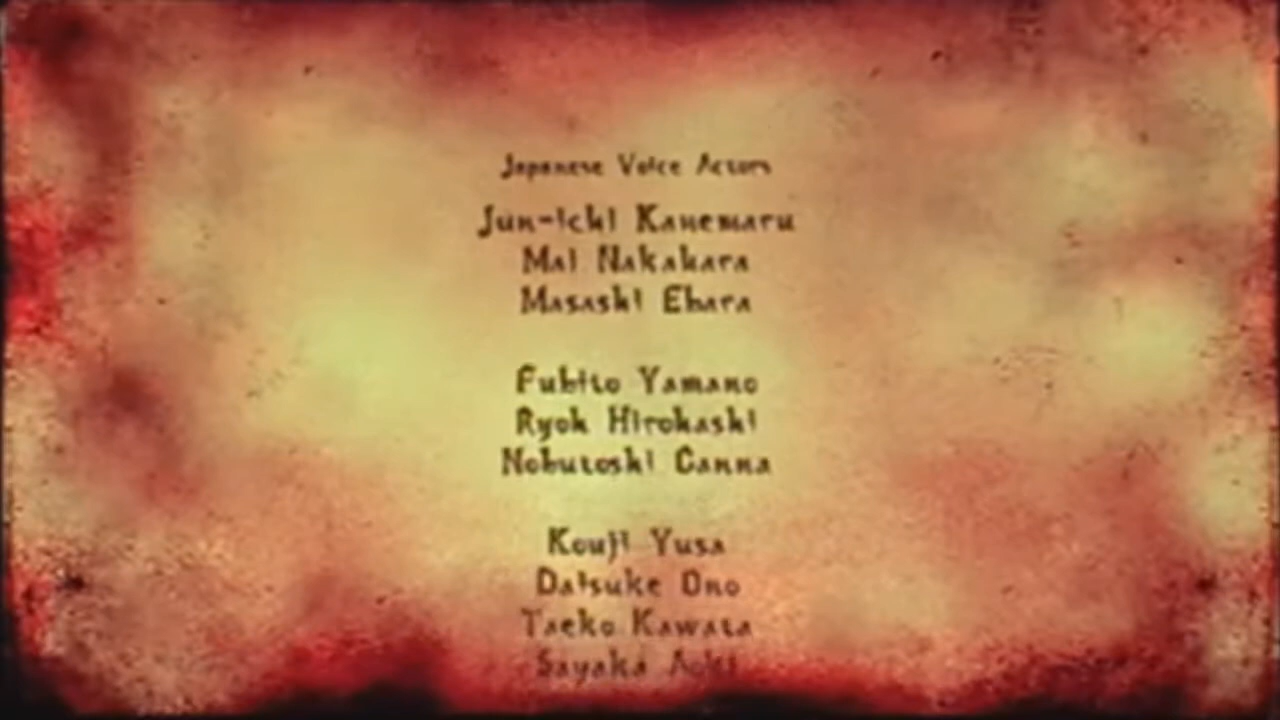 Japanese Voice Actors
Jun-ichi Kanemaru
Mai Nakahara
Masashi Ebara
Fuhito Yamano
Ryok Hirohashi
Nobutoshi Canna
Kouji Yusa
Daisuke Ono
Taeko Kawata
Sayaka Aoki